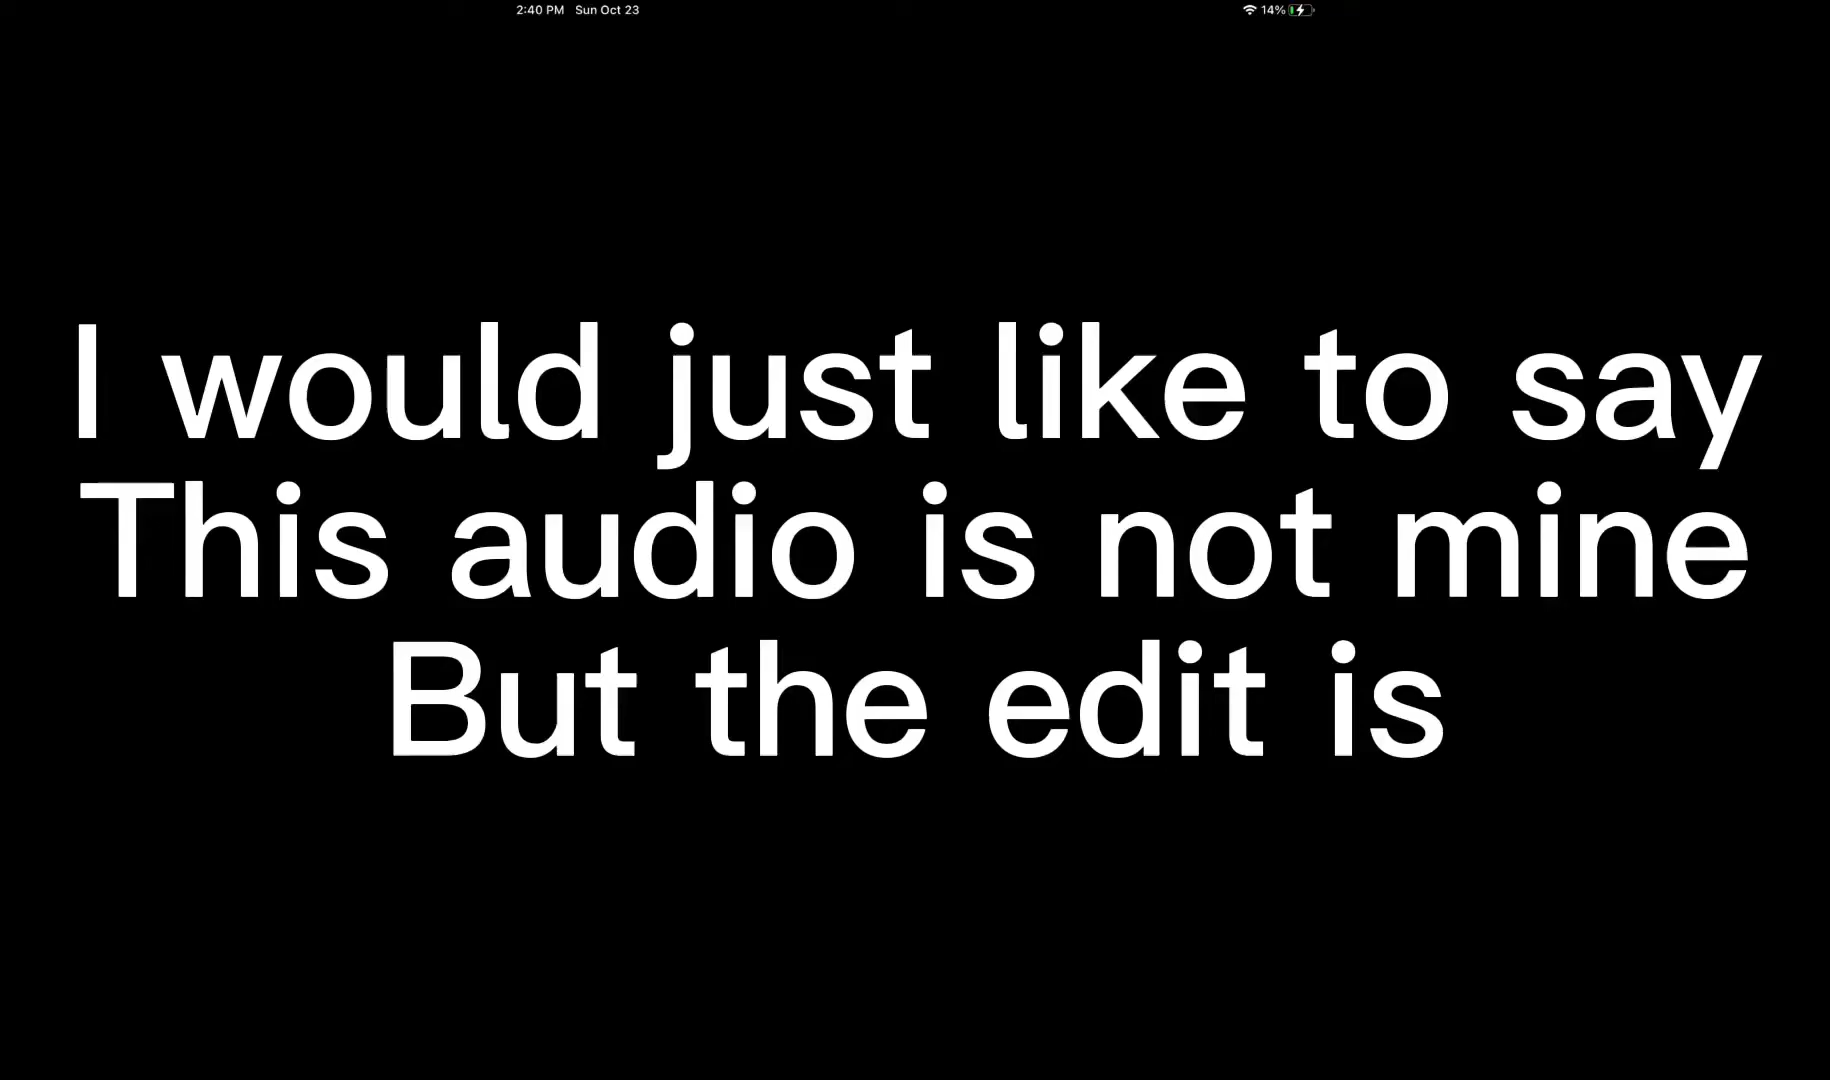 2:40 PM Sun Oct 23 14%
I would just like to say
This audio is not mine
But the edit is